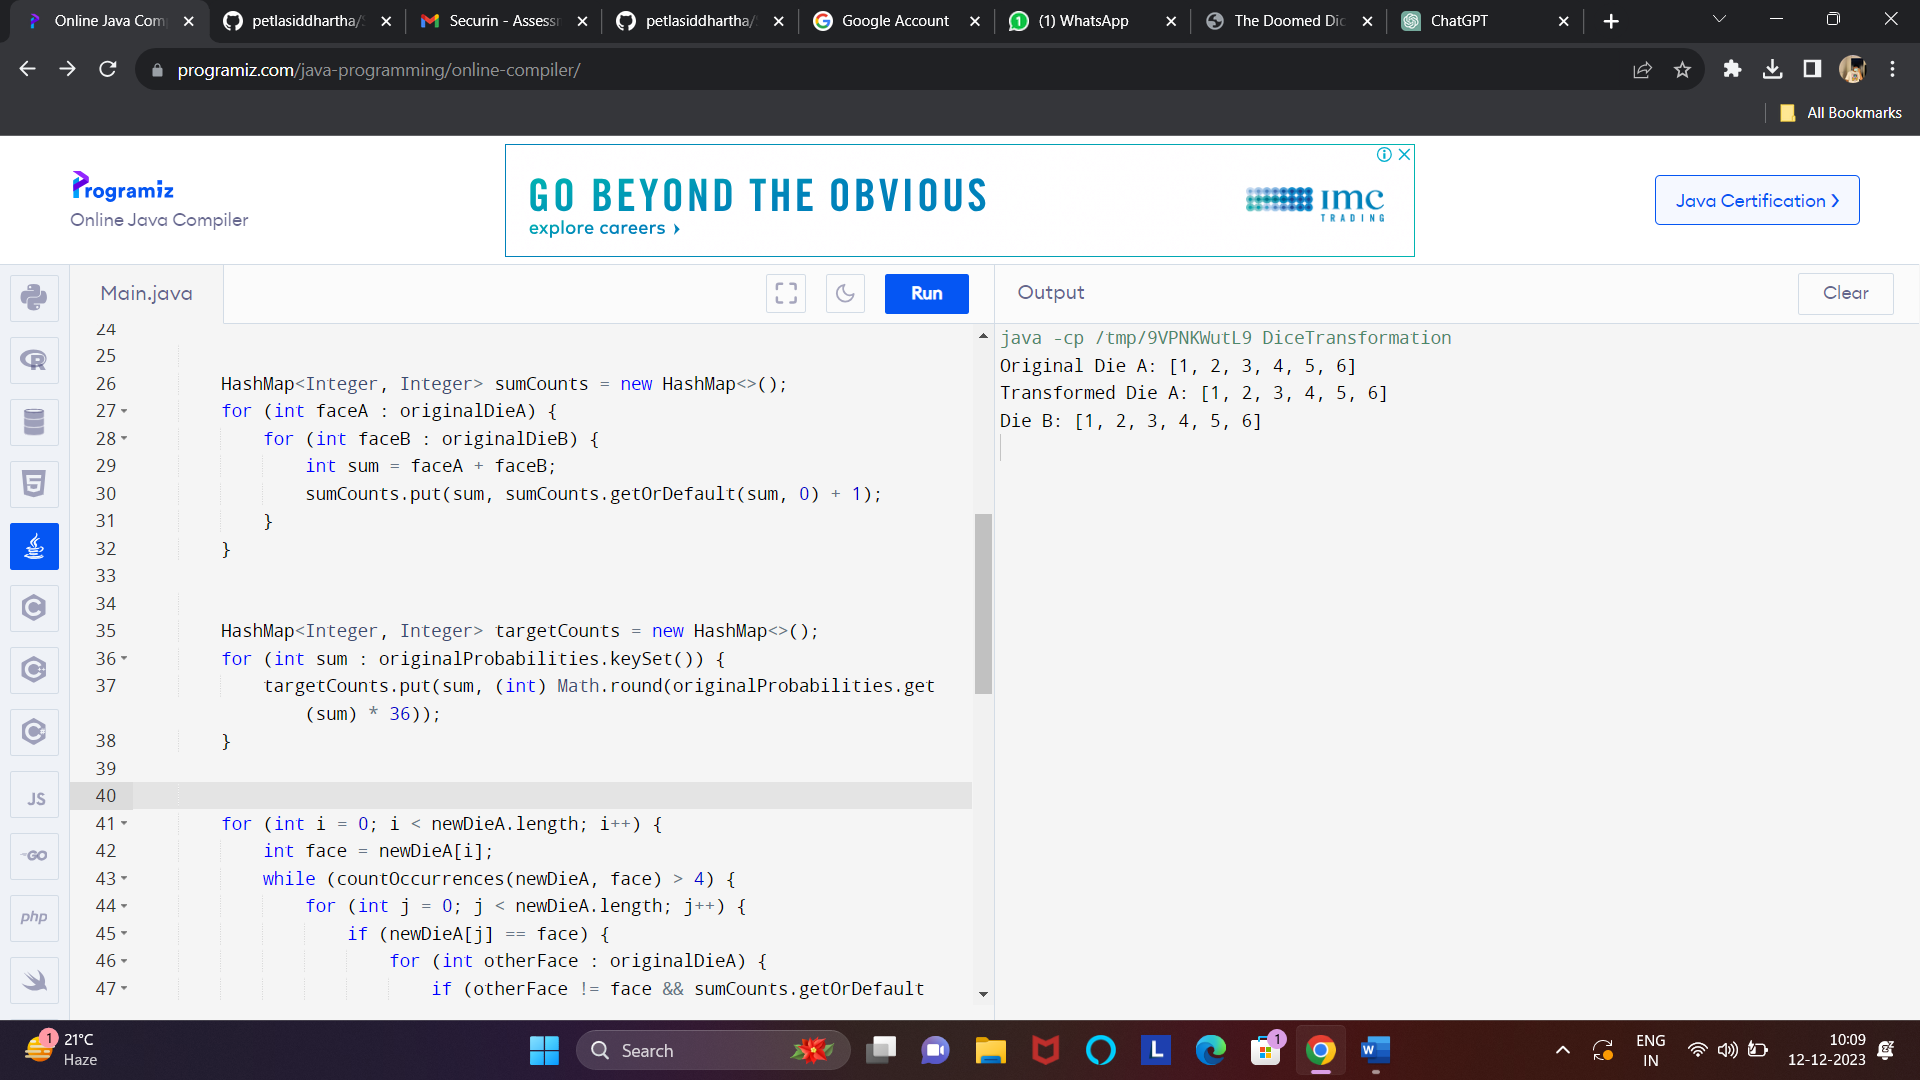 Online Java Com
petlasiddhartha/
Securin - Assessm
petlasiddhartha/
Google Account
(1) WhatsApp
The Doomed Dic
ChatGPT
programiz.com/java-programming/online-compiler/
All Bookmarks
Programiz
Online Java Compiler
GO BEYOND THE OBVIOUS
explore careers ›
imc
TRADING
Java Certification ›
Main.java
Run
Output
Clear
24
25
26 HashMap<Integer, Integer> sumCounts = new HashMap<>();
27 for (int faceA : originalDieA) {
28 for (int faceB : originalDieB) {
29 int sum = faceA + faceB;
30 sumCounts.put(sum, sumCounts.getOrDefault(sum, 0) + 1);
31 }
32 }
33
34
35 HashMap<Integer, Integer> targetCounts = new HashMap<>();
36 for (int sum : originalProbabilities.keySet()) {
37 targetCounts.put(sum, (int) Math.round(originalProbabilities.get
(sum) * 36));
38 }
39
40
41 for (int i = 0; i < newDieA.length; i++) {
42 int face = newDieA[i];
43 while (countOccurrences(newDieA, face) > 4) {
44 for (int j = 0; j < newDieA.length; j++) {
45 if (newDieA[j] == face) {
46 for (int otherFace : originalDieA) {
47 if (otherFace != face && sumCounts.getOrDefault
java -cp /tmp/9VPNKWutL9 DiceTransformation
Original Die A: [1, 2, 3, 4, 5, 6]
Transformed Die A: [1, 2, 3, 4, 5, 6]
Die B: [1, 2, 3, 4, 5, 6]
JS
GO
php
1
21°C
Haze
Search
L
1
W
ENG
IN
10:09
12-12-2023